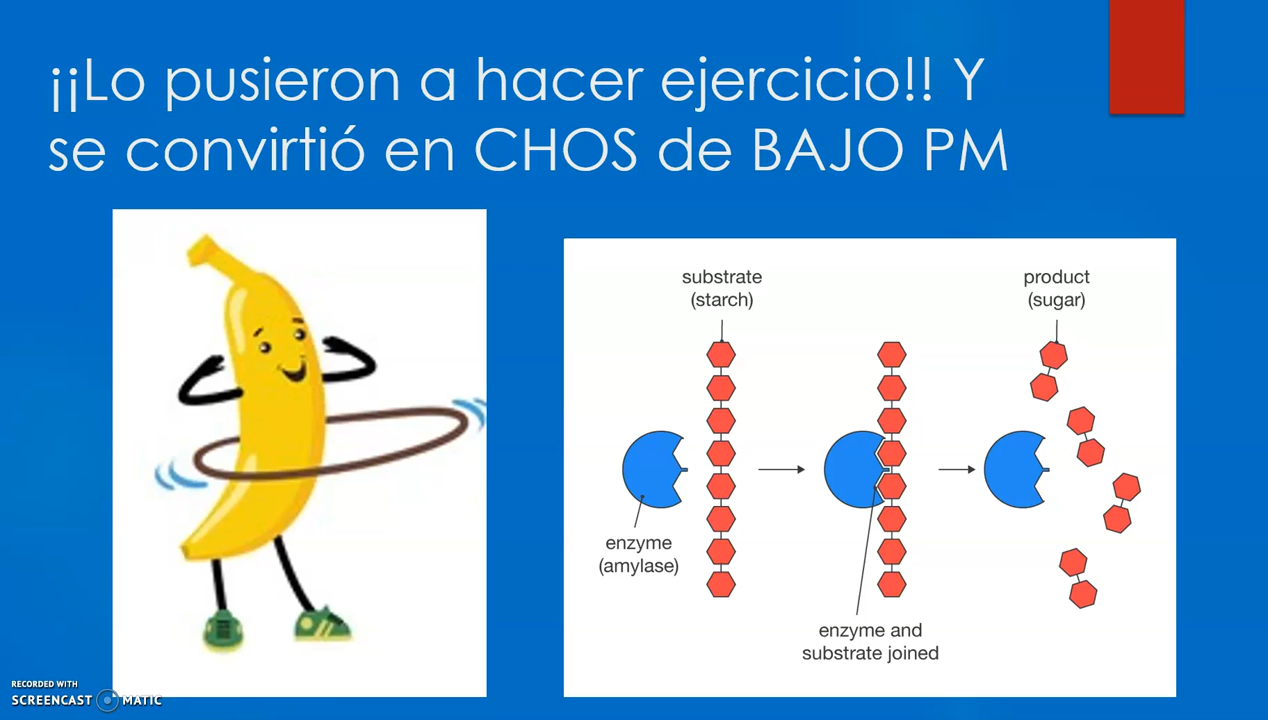 ¡¡Lo pusieron a hacer ejercicio!! Y
se convirtió en CHOS de BAJO PM
substrate
(starch)
product
(sugar)
enzyme
(amylase)
enzyme and
substrate joined
RECORDED WITH
SCREENCAST MATIC